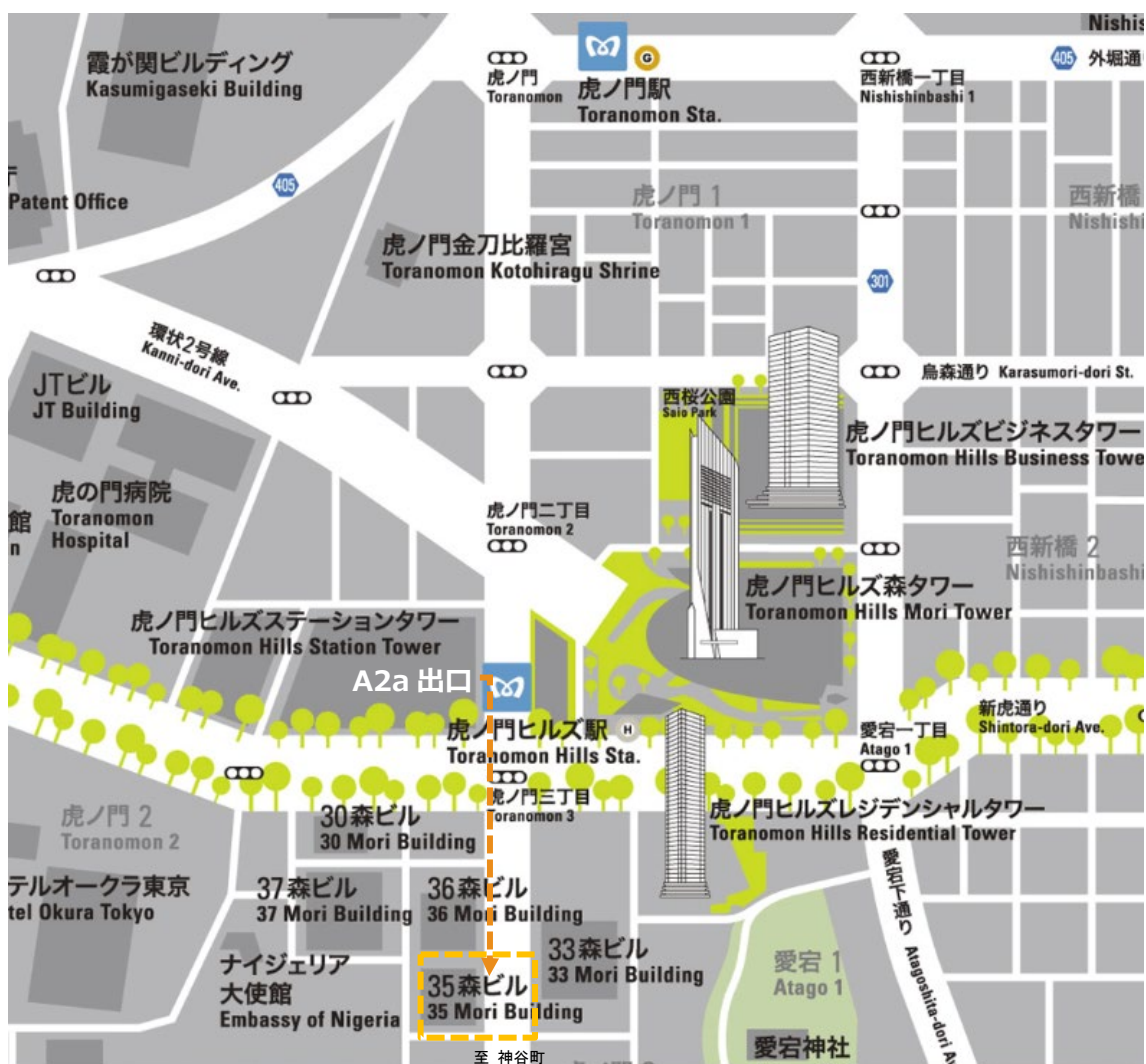 Nishis
405 外堀通
霞が関ビルディング
Kasumigaseki Building
虎ノ門
Toranomon
G
虎ノ門駅
Toranomon Sta.
西新橋一丁目
Nishishinbashi 1
Patent Office
405
虎ノ門 1
Toranomon 1
西新橋
Nishishi
虎ノ門金刀比羅宮
Toranomon Kotohiragu Shrine
301
環状2号線
Kanni-dori Ave.
JTビル
JT Building
烏森通り Karasumori-dori St.
西桜公園
Saio Park
虎ノ門ヒルズビジネスタワー
Toranomon Hills Business Towe
虎の門病院
Toranomon
Hospital
館
n
虎ノ門二丁目
Toranomon 2
西新橋 2
Nishishinbashi
虎ノ門ヒルズ森タワー
Toranomon Hills Mori Tower
虎ノ門ヒルズステーションタワー
Toranomon Hills Station Tower
A2a 出口
虎ノ門ヒルズ駅 H
Toranomon Hills Sta.
新虎通り
Shintora-dori Ave.
愛宕一丁目
Atago 1
虎ノ門三丁目
Toranomon 3
虎ノ門 2
Toranomon 2
30森ビル
30 Mori Building
虎ノ門ヒルズレジデンシャルタワー
Toranomon Hills Residential Tower
テルオークラ東京
tel Okura Tokyo
37森ビル
37 Mori Building
36森ビル
36 Mori Building
愛宕下通り Atagoshita-dori Av
33森ビル
33 Mori Building
ナイジェリア
大使館
Embassy of Nigeria
35森ビル
35 Mori Building
愛宕 1
Atago 1
愛宕神社
至 神谷町